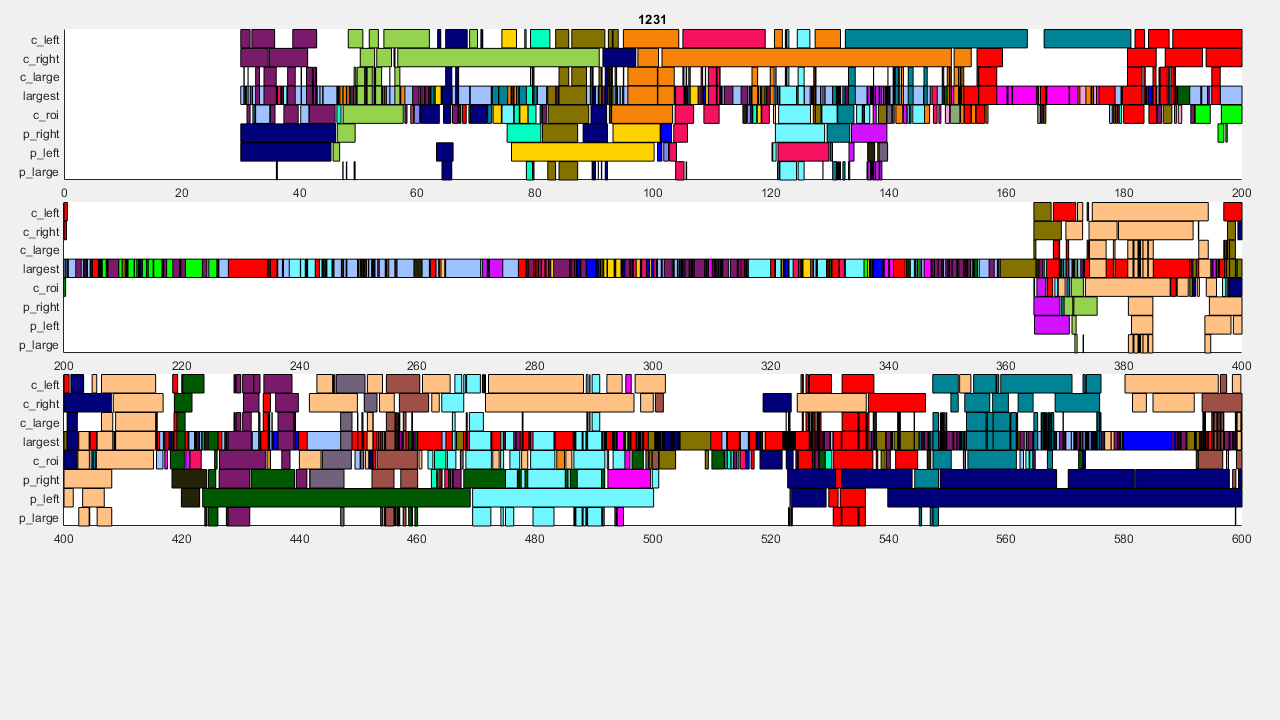 1231
c_left
c_right
c_large
largest
c_roi
p_right
p_left
p_large
0 20 40 60 80 100 120 140 160 180 200
c_left
c_right
c_large
largest
c_roi
p_right
p_left
p_large
200 220 240 260 280 300 320 340 360 380 400
c_left
c_right
c_large
largest
c_roi
p_right
p_left
p_large
400 420 440 460 480 500 520 540 560 580 600